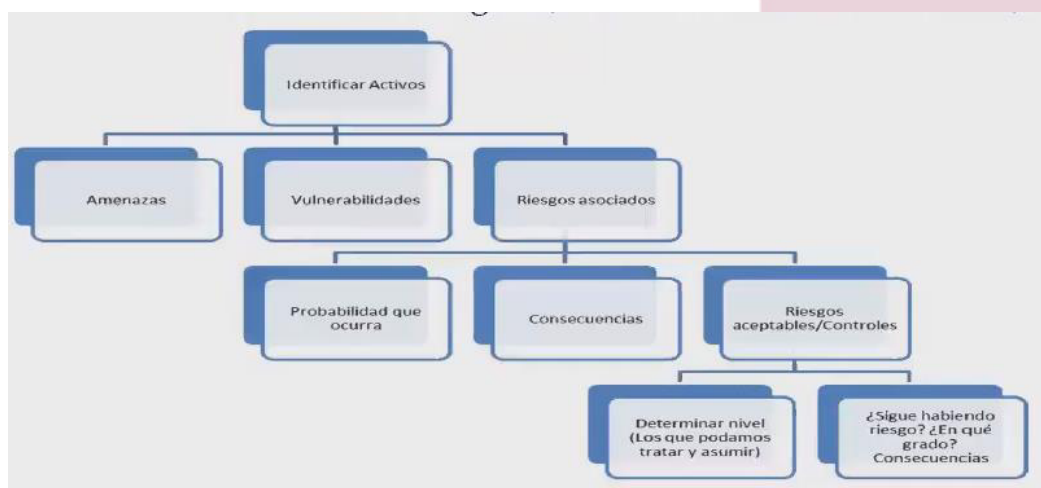 Identificar Activos
Amenazas
Vulnerabilidades
Riesgos asociados
Probabilidad que
ocurra
Consecuencias
Riesgos
aceptables/Controles
Determinar nivel
(Los que podamos
tratar y asumir)
¿Sigue habiendo
riesgo? ¿En qué
grado?
Consecuencias